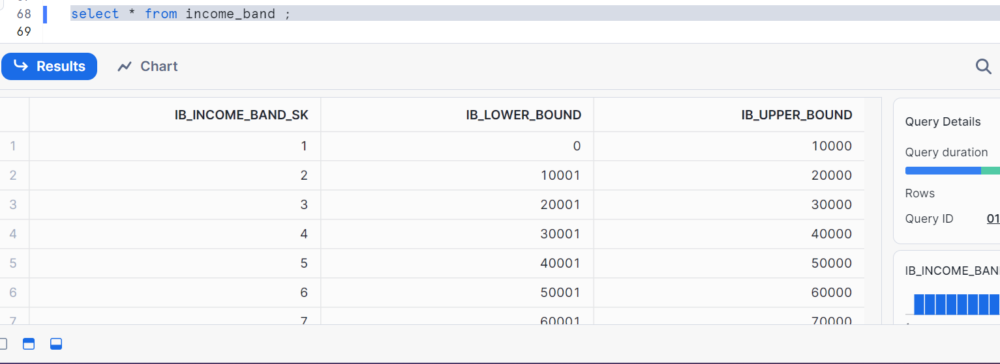 68 select * from income_band ;
69
Results Chart
IB_INCOME_BAND_SK IB_LOWER_BOUND IB_UPPER_BOUND
1 1 0 10000
2 2 10001 20000
3 3 20001 30000
4 4 30001 40000
5 5 40001 50000
6 6 50001 60000
7 7 60001 70000
Query Details
Query duration
Rows
Query ID 01
IB_INCOME_BAN